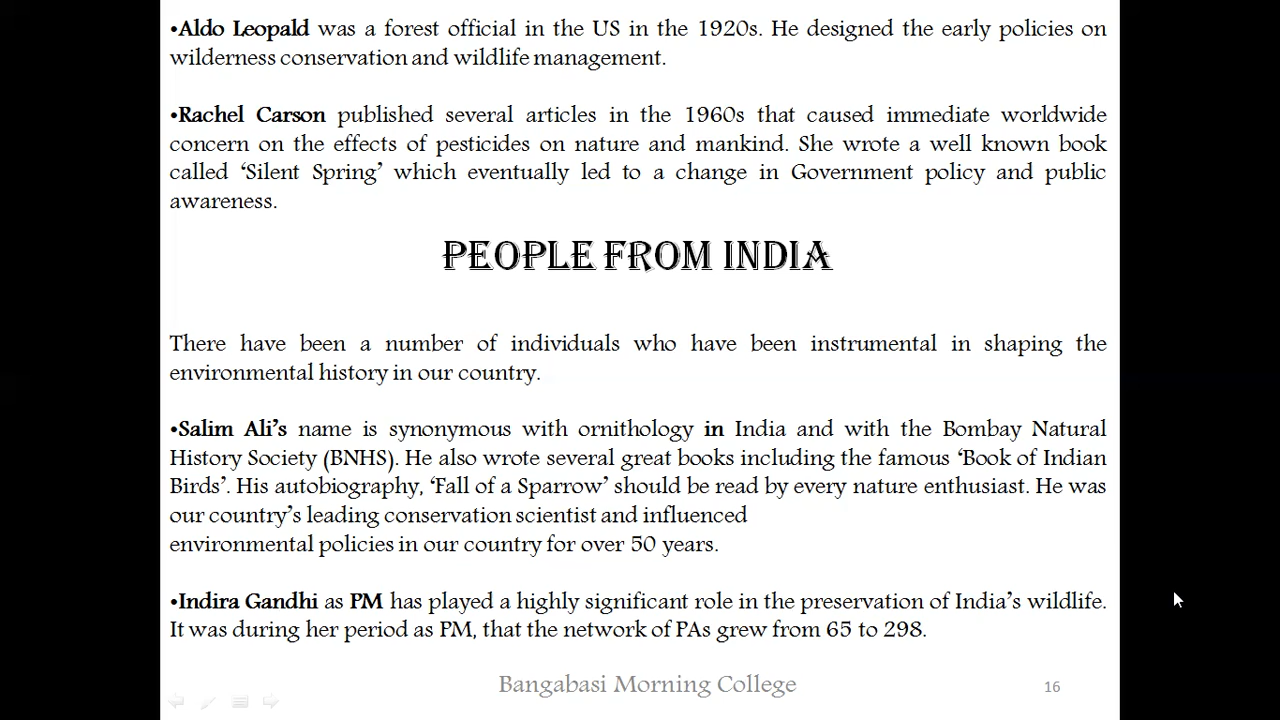 •Aldo Leopald was a forest official in the US in the 1920s. He designed the early policies on
wilderness conservation and wildlife management.
•Rachel Carson published several articles in the 1960s that caused immediate worldwide
concern on the effects of pesticides on nature and mankind. She wrote a well known book
called ‘Silent Spring’ which eventually led to a change in Government policy and public
awareness.
PEOPLE FROM INDIA
There have been a number of individuals who have been instrumental in shaping the
environmental history in our country.
•Salim Ali’s name is synonymous with ornithology in India and with the Bombay Natural
History Society (BNHS). He also wrote several great books including the famous ‘Book of Indian
Birds’. His autobiography, ‘Fall of a Sparrow’ should be read by every nature enthusiast. He was
our country’s leading conservation scientist and influenced
environmental policies in our country for over 50 years.
•Indira Gandhi as PM has played a highly significant role in the preservation of India’s wildlife.
It was during her period as PM, that the network of PAs grew from 65 to 298.
Bangabasi Morning College
16